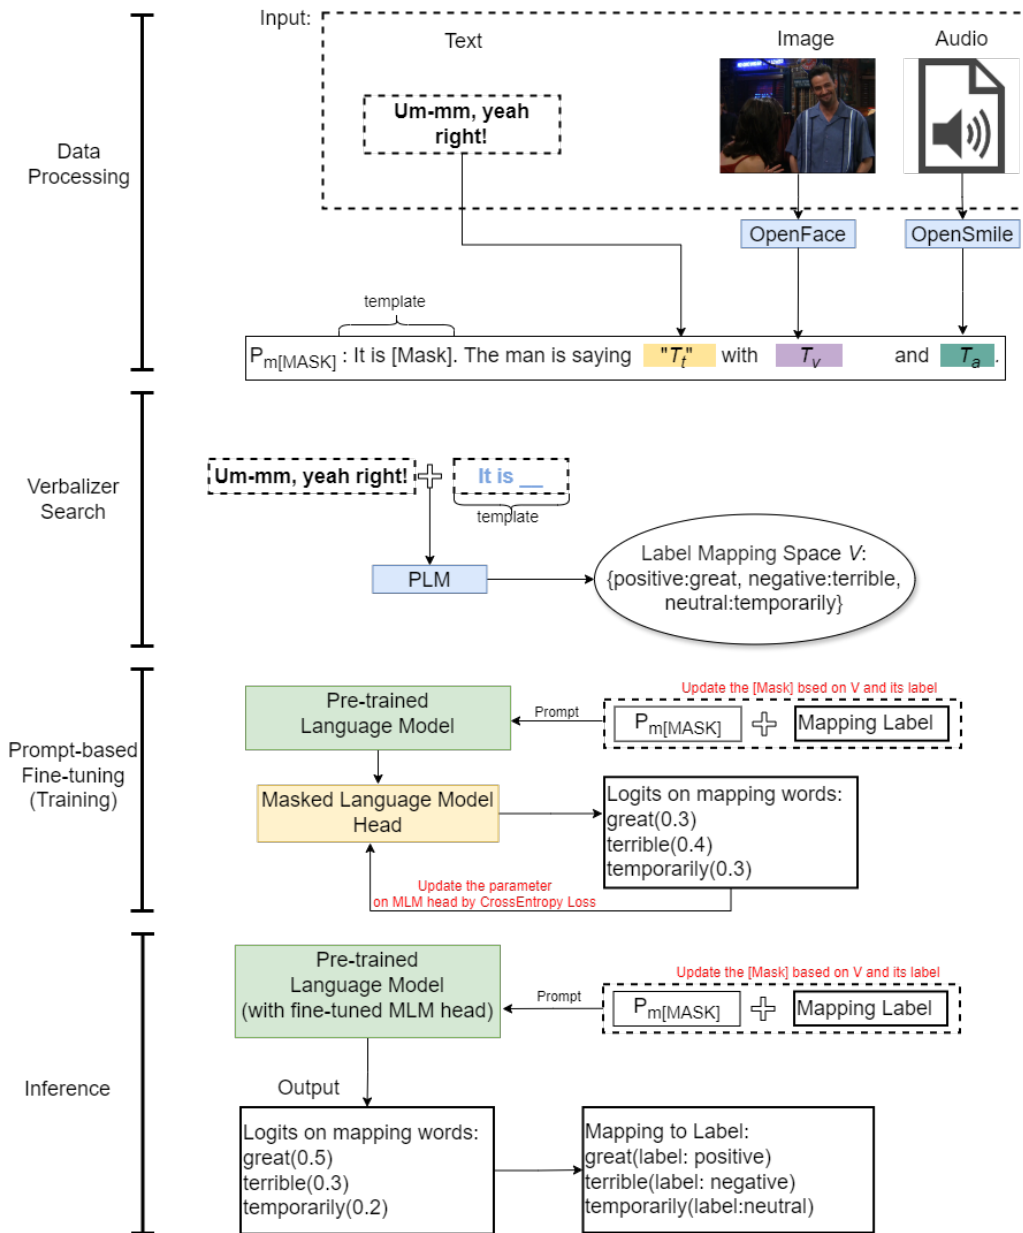 Input:
Text
Image
Audio
Um-mm, yeah
right!
Data
Processing
OpenFace
OpenSmile
template
P_m[MASK] : It is [Mask]. The man is saying "T_t" with T_v and T_a.
Verbalizer
Search
Um-mm, yeah right!
It is __
template
PLM
Label Mapping Space V:
{positive:great, negative:terrible,
neutral:temporarily}
Prompt-based
Fine-tuning
(Training)
Pre-trained
Language Model
Prompt
Update the [Mask] bsed on V and its label
P_m[MASK]
Mapping Label
Masked Language Model
Head
Logits on mapping words:
great(0.3)
terrible(0.4)
temporarily(0.3)
Update the parameter
on MLM head by CrossEntropy Loss
Inference
Pre-trained
Language Model
(with fine-tuned MLM head)
Prompt
Update the [Mask] based on V and its label
P_m[MASK]
Mapping Label
Output
Logits on mapping words:
great(0.5)
terrible(0.3)
temporarily(0.2)
Mapping to Label:
great(label: positive)
terrible(label: negative)
temporarily(label:neutral)